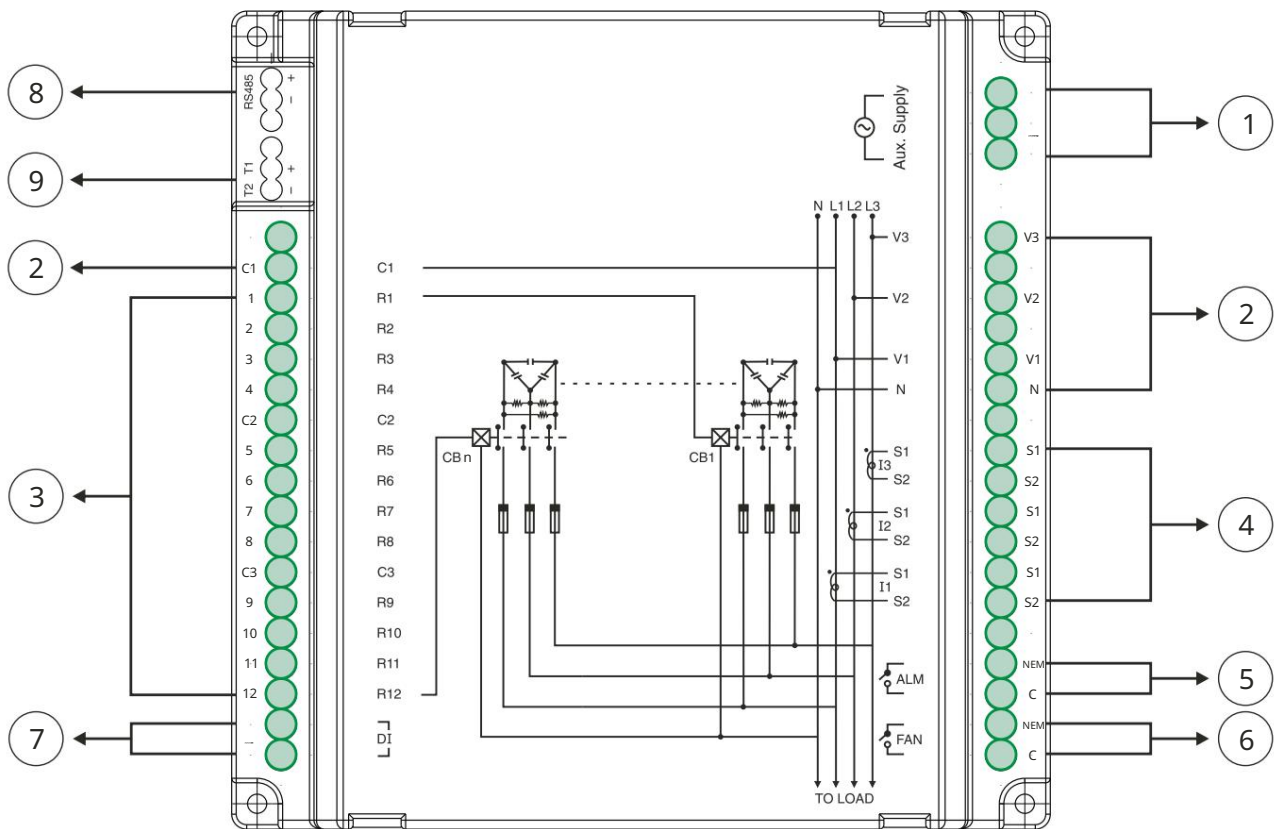 8
RS485
+
-
9
T1
T2
+
-
2
C1
1
2
3
4
C2
5
6
7
8
C3
9
10
11
12
3
7
C1
R1
R2
R3
R4
C2
R5
R6
R7
R8
C3
R9
R10
R11
R12
DI
CB n
CB1
Aux. Supply
N L1 L2 L3
V3
V2
V1
N
S1
I3
S2
S1
I2
S2
S1
I1
S2
ALM
FAN
TO LOAD
1
V3
V2
V1
N
2
S1
S2
S1
S2
S1
S2
4
NEM
C
5
NEM
C
6